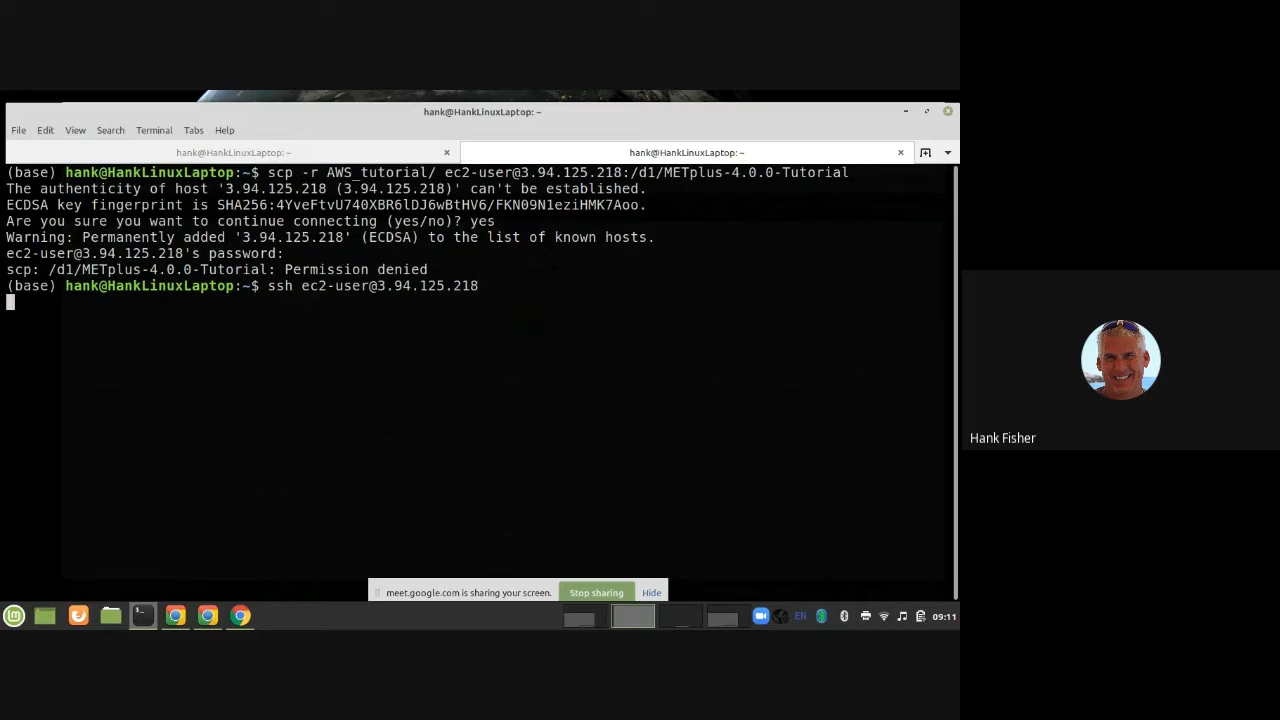 hank@HankLinuxLaptop: ~
File Edit View Search Terminal Tabs Help
hank@HankLinuxLaptop: ~ × hank@HankLinuxLaptop: ~ ×
(base) hank@HankLinuxLaptop:~$ scp -r AWS_tutorial/ ec2-user@3.94.125.218:/d1/METplus-4.0.0-Tutorial
The authenticity of host '3.94.125.218 (3.94.125.218)' can't be established.
ECDSA key fingerprint is SHA256:4YveFtvU740XBR6lDJ6wBtHV6/FKN09N1eziHMK7Aoo.
Are you sure you want to continue connecting (yes/no)? yes
Warning: Permanently added '3.94.125.218' (ECDSA) to the list of known hosts.
ec2-user@3.94.125.218's password:
scp: /d1/METplus-4.0.0-Tutorial: Permission denied
(base) hank@HankLinuxLaptop:~$ ssh ec2-user@3.94.125.218
Hank Fisher
meet.google.com is sharing your screen. Stop sharing Hide
EN 09:11